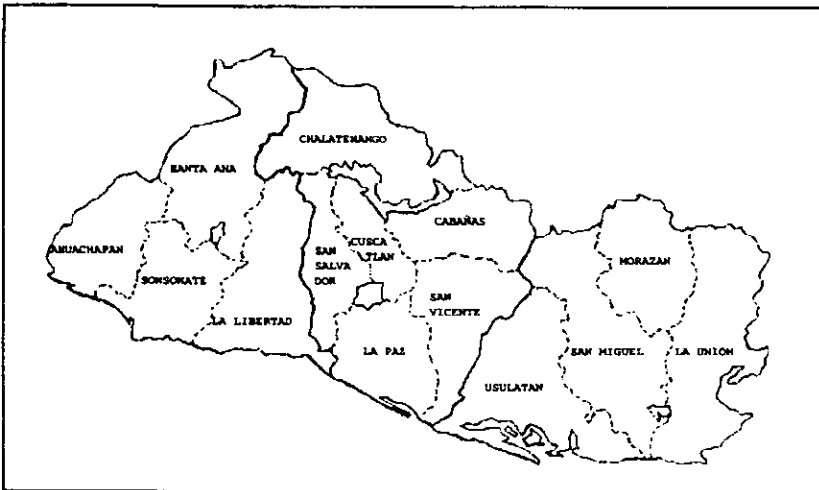 CHALATENANGO
SANTA ANA
CABAÑAS
AHUACHAPAN
SONSONATE
CUSCA
TLAN
SAN
SALVA
DOR
MORAZAN
SAN
VICENTE
LA LIBERTAD
LA PAZ
SAN MIGUEL
LA UNION
USULATAN